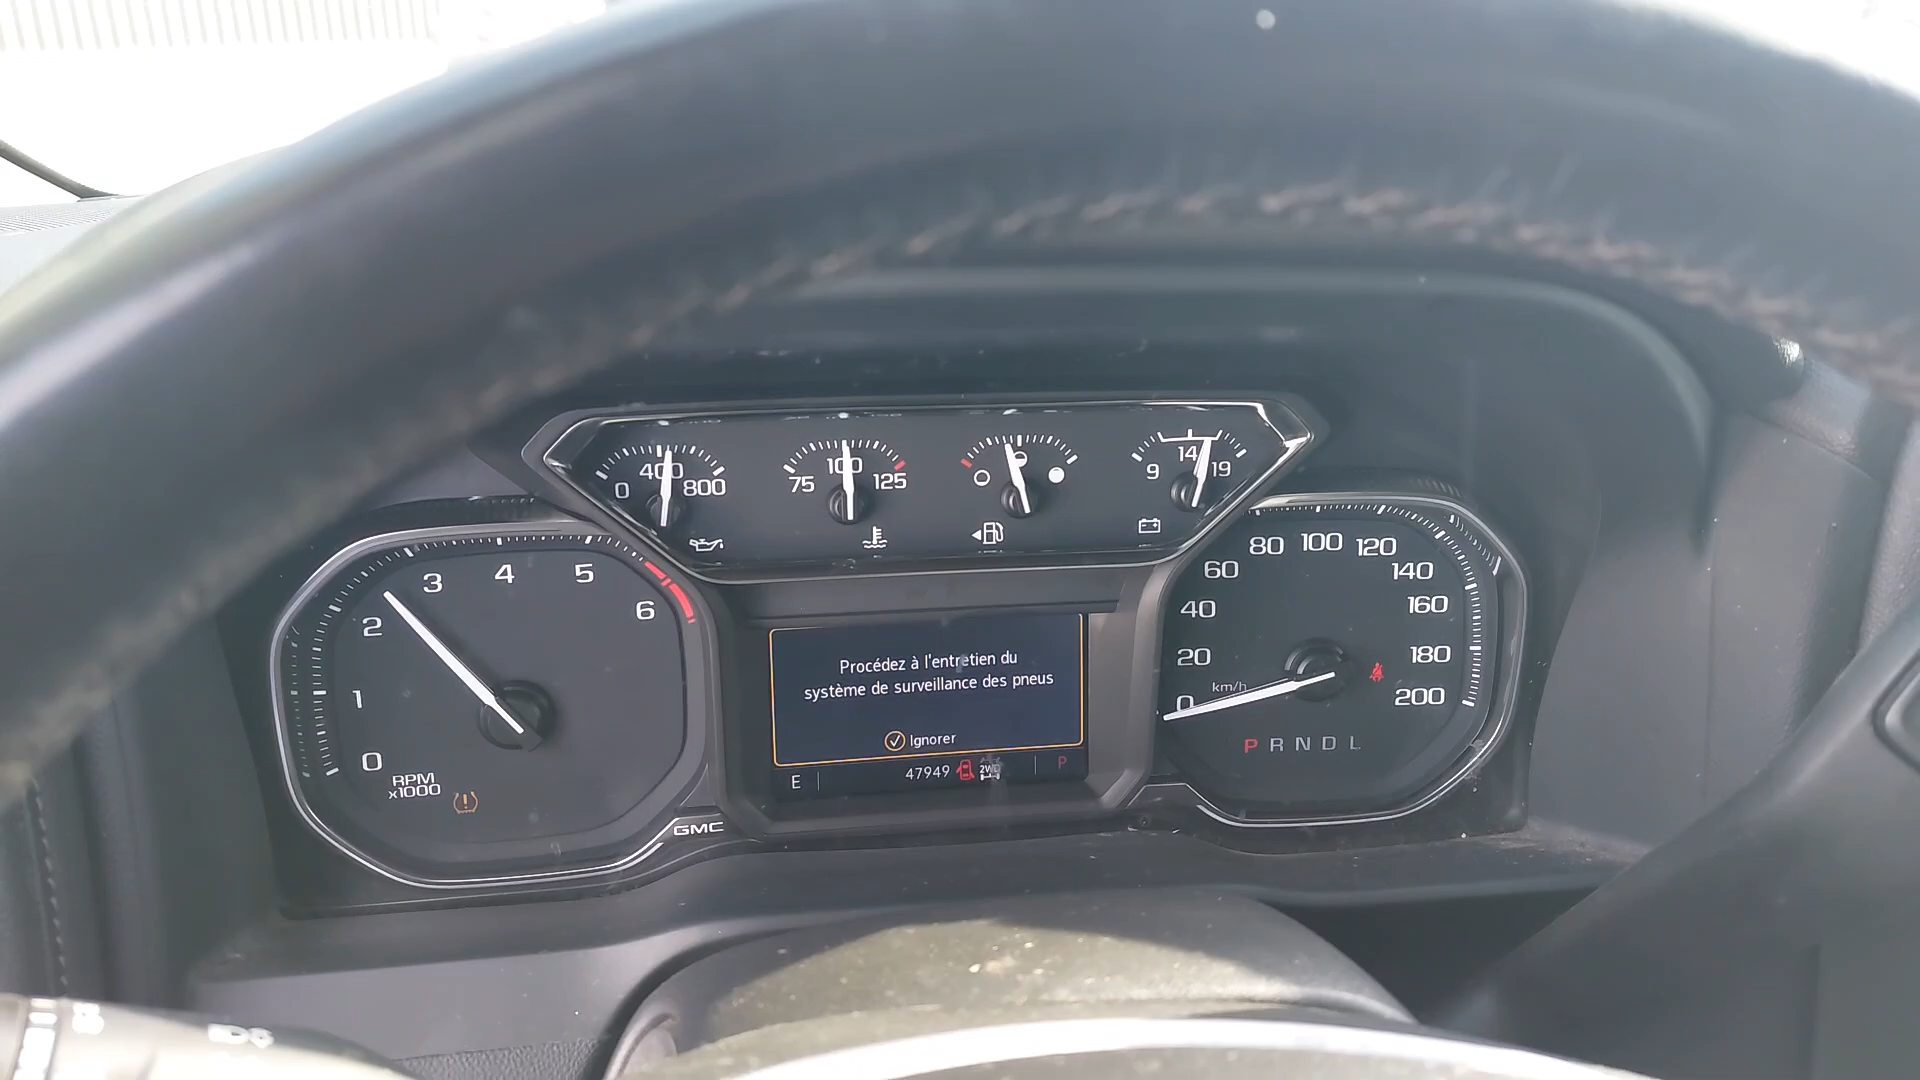 0 400 800
75 100 125
9 14 19
0 1 2 3 4 5 6
RPM
x1000
GMC
Procédez à l'entretien du
système de surveillance des pneus
Ignorer
E 47949 2WD P
0 20 40 60 80 100 120 140 160 180 200
km/h
P R N D L